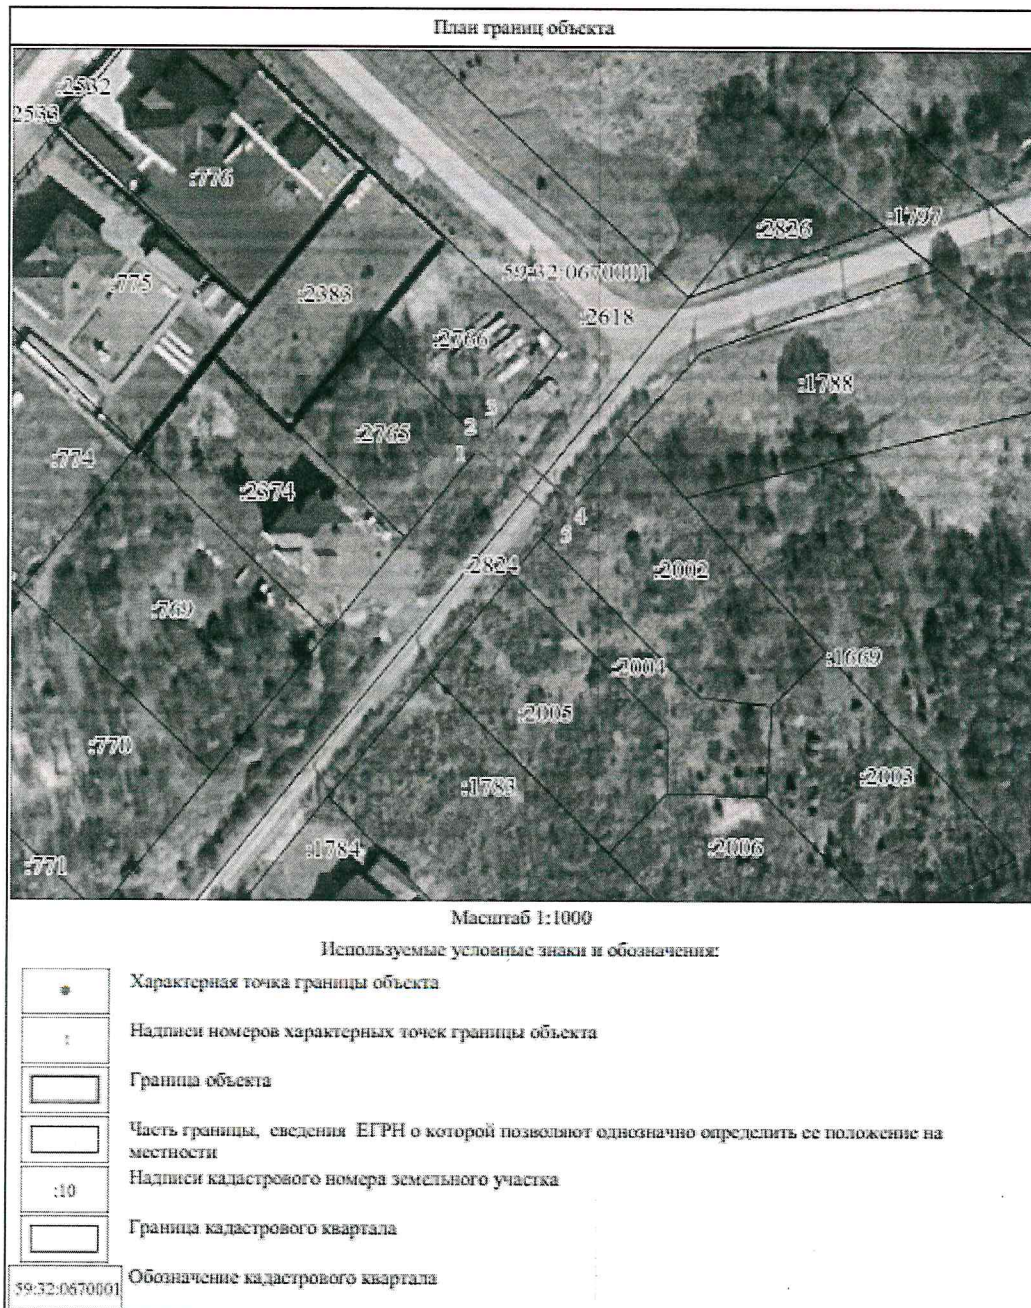 План границ объекта
:2532
2533
:776
:1797
:2826
59:32:0670001
:775
:2383
:2618
:2766
:1788
:2765
2
1
:774
:2374
4
3
:2824
:2002
:769
:1669
:2004
:2005
:770
:2003
:1783
:2006
:1784
:771
Масштаб 1:1000
Используемые условные знаки и обозначения:
Характерная точка границы объекта
Надписи номеров характерных точек границы объекта
Граница объекта
Часть границы, сведения ЕГРН о которой позволяют однозначно определить ее положение на
местности
:10
Надписи кадастрового номера земельного участка
Граница кадастрового квартала
59:32:0670001
Обозначение кадастрового квартала